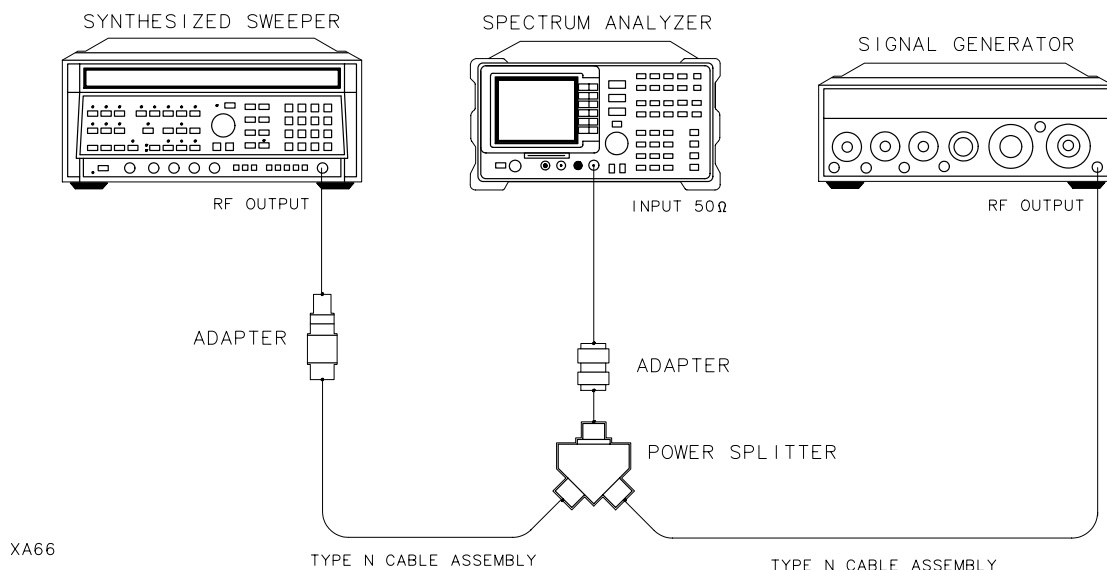 SYNTHESIZED SWEEPER
SPECTRUM ANALYZER
SIGNAL GENERATOR
RF OUTPUT
INPUT 50Ω
RF OUTPUT
ADAPTER
ADAPTER
POWER SPLITTER
XA66
TYPE N CABLE ASSEMBLY
TYPE N CABLE ASSEMBLY